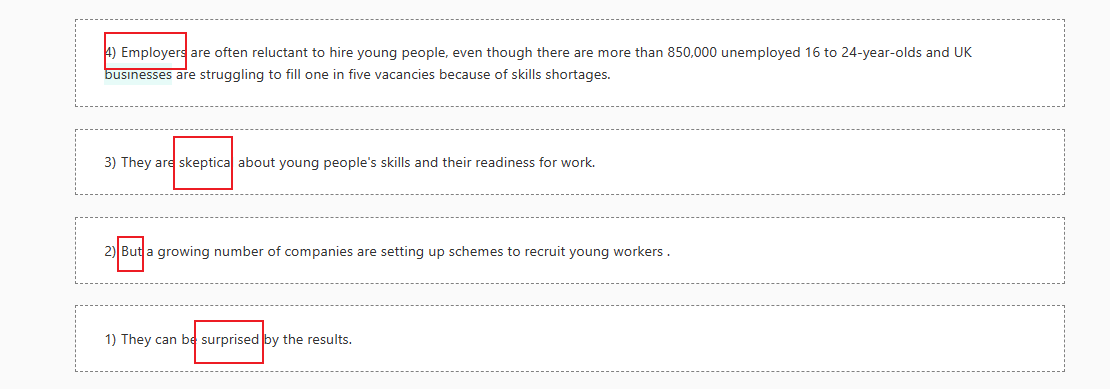 4) Employers are often reluctant to hire young people, even though there are more than 850,000 unemployed 16 to 24-year-olds and UK
businesses are struggling to fill one in five vacancies because of skills shortages.
3) They are skeptical about young people's skills and their readiness for work.
2) But a growing number of companies are setting up schemes to recruit young workers .
1) They can be surprised by the results.